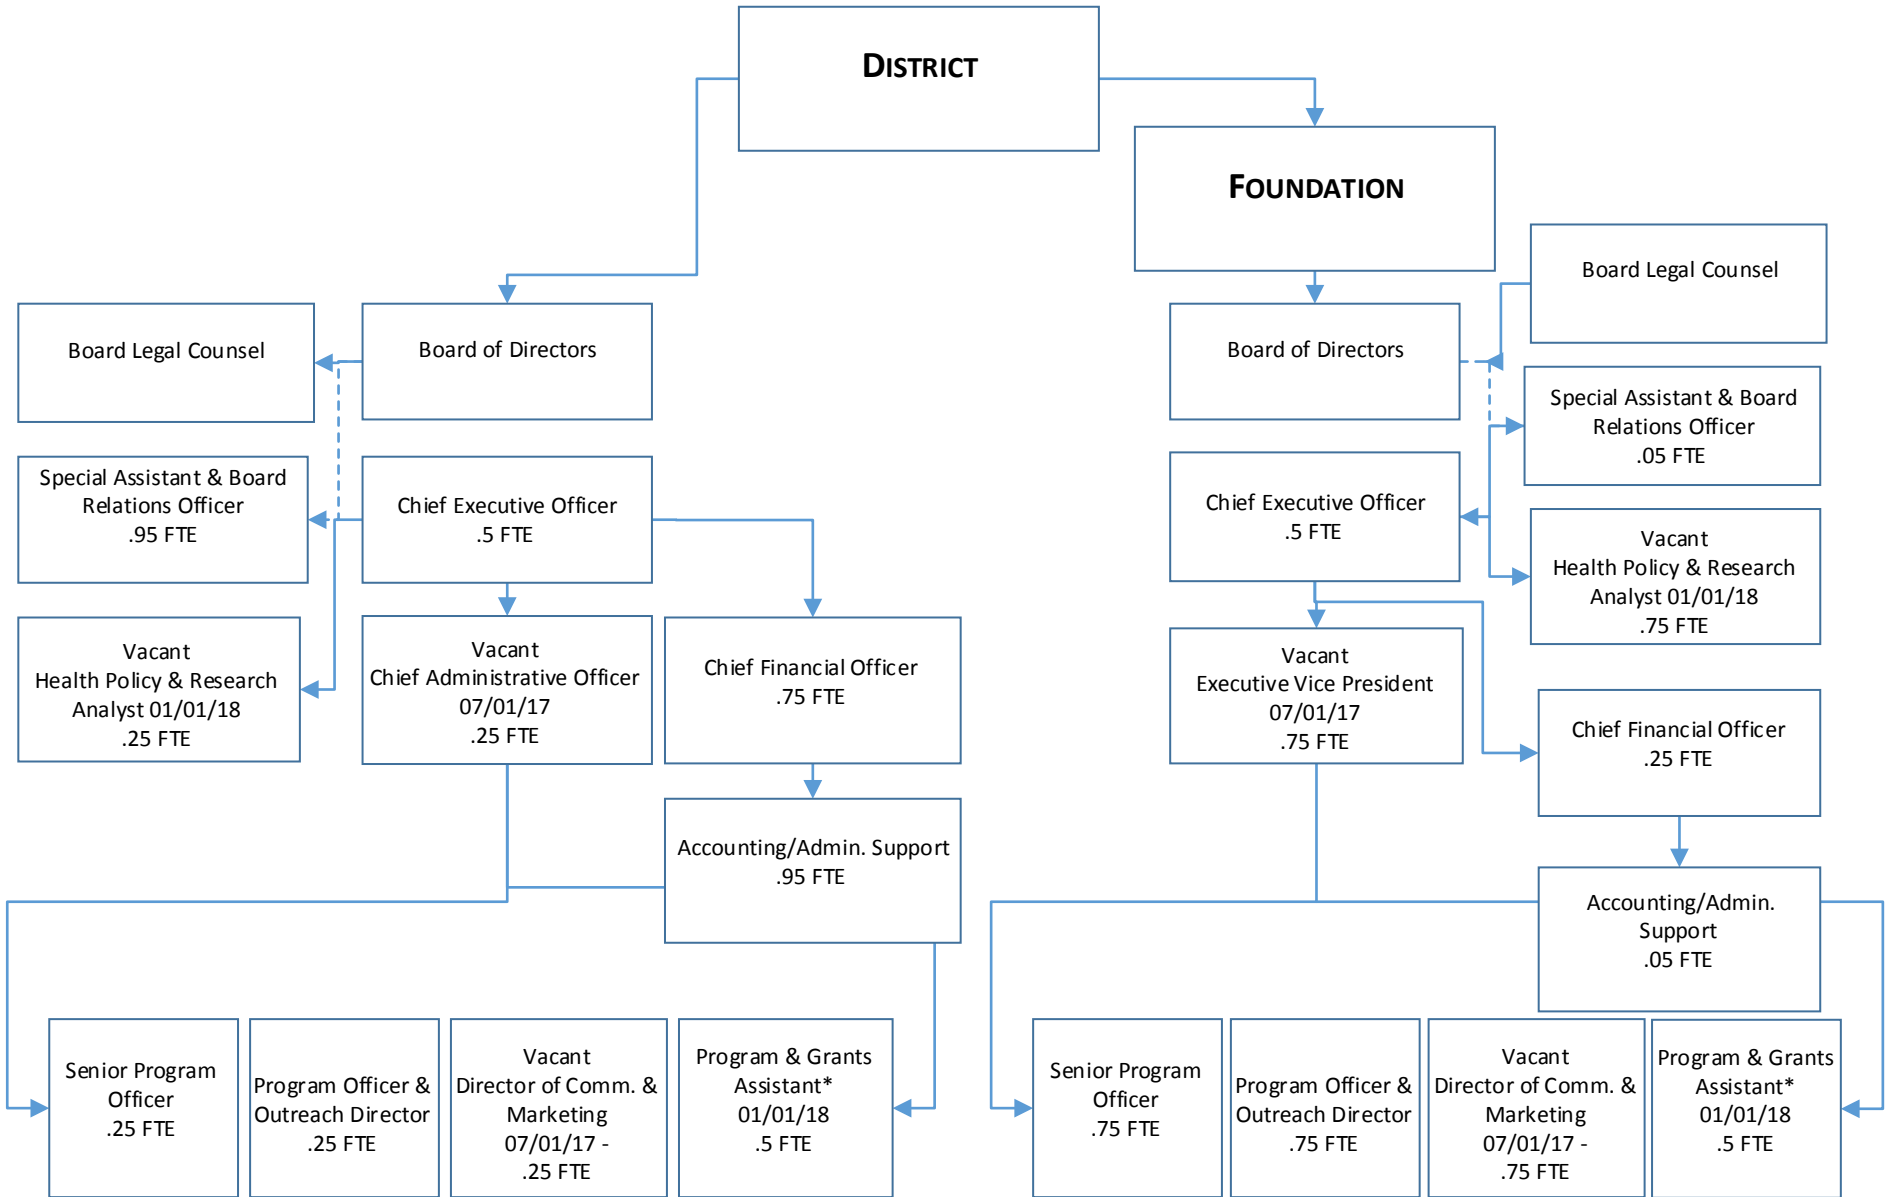 DISTRICT
FOUNDATION
Board Legal Counsel
Board of Directors
Board of Directors
Board Legal Counsel
Special Assistant & Board
Relations Officer
.95 FTE
Chief Executive Officer
.5 FTE
Chief Executive Officer
.5 FTE
Special Assistant & Board
Relations Officer
.05 FTE
Vacant
Health Policy & Research
Analyst 01/01/18
.75 FTE
Vacant
Health Policy & Research
Analyst 01/01/18
.25 FTE
Vacant
Chief Administrative Officer
07/01/17
.25 FTE
Chief Financial Officer
.75 FTE
Vacant
Executive Vice President
07/01/17
.75 FTE
Chief Financial Officer
.25 FTE
Accounting/Admin. Support
.95 FTE
Accounting/Admin.
Support
.05 FTE
Senior Program
Officer
.25 FTE
Program Officer &
Outreach Director
.25 FTE
Vacant
Director of Comm. &
Marketing
07/01/17 -
.25 FTE
Program & Grants
Assistant*
01/01/18
.5 FTE
Senior Program
Officer
.75 FTE
Program Officer &
Outreach Director
.75 FTE
Vacant
Director of Comm. &
Marketing
07/01/17 -
.75 FTE
Program & Grants
Assistant*
01/01/18
.5 FTE